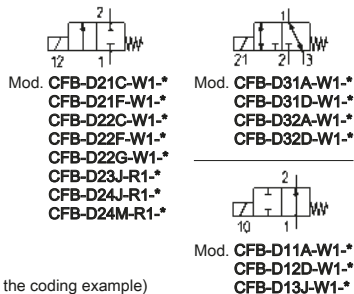 2
12
1
Mod. CFB-D21C-W1-*
CFB-D21F-W1-*
CFB-D22C-W1-*
CFB-D22F-W1-*
CFB-D22G-W1-*
CFB-D23J-R1-*
CFB-D24J-R1-*
CFB-D24M-R1-*
the coding example)
1
21
2
3
Mod. CFB-D31A-W1-*
CFB-D31D-W1-*
CFB-D32A-W1-*
CFB-D32D-W1-*
2
10
1
Mod. CFB-D11A-W1-*
CFB-D12D-W1-*
CFB-D13J-W1-*